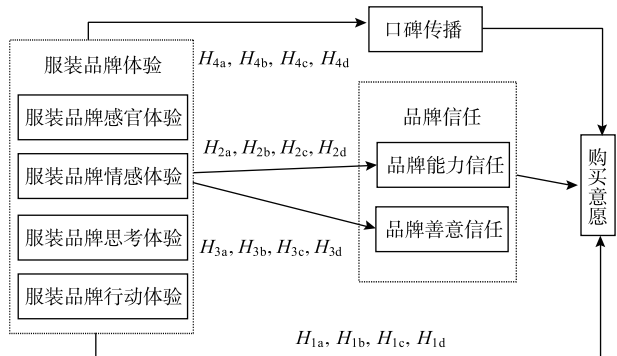 口碑传播
H4a, H4b, H4c, H4d
服装品牌体验
服装品牌感官体验
服装品牌情感体验
服装品牌思考体验
服装品牌行动体验
H2a, H2b, H2c, H2d
H3a, H3b, H3c, H3d
品牌信任
品牌能力信任
品牌善意信任
购买意愿
H1a, H1b, H1c, H1d